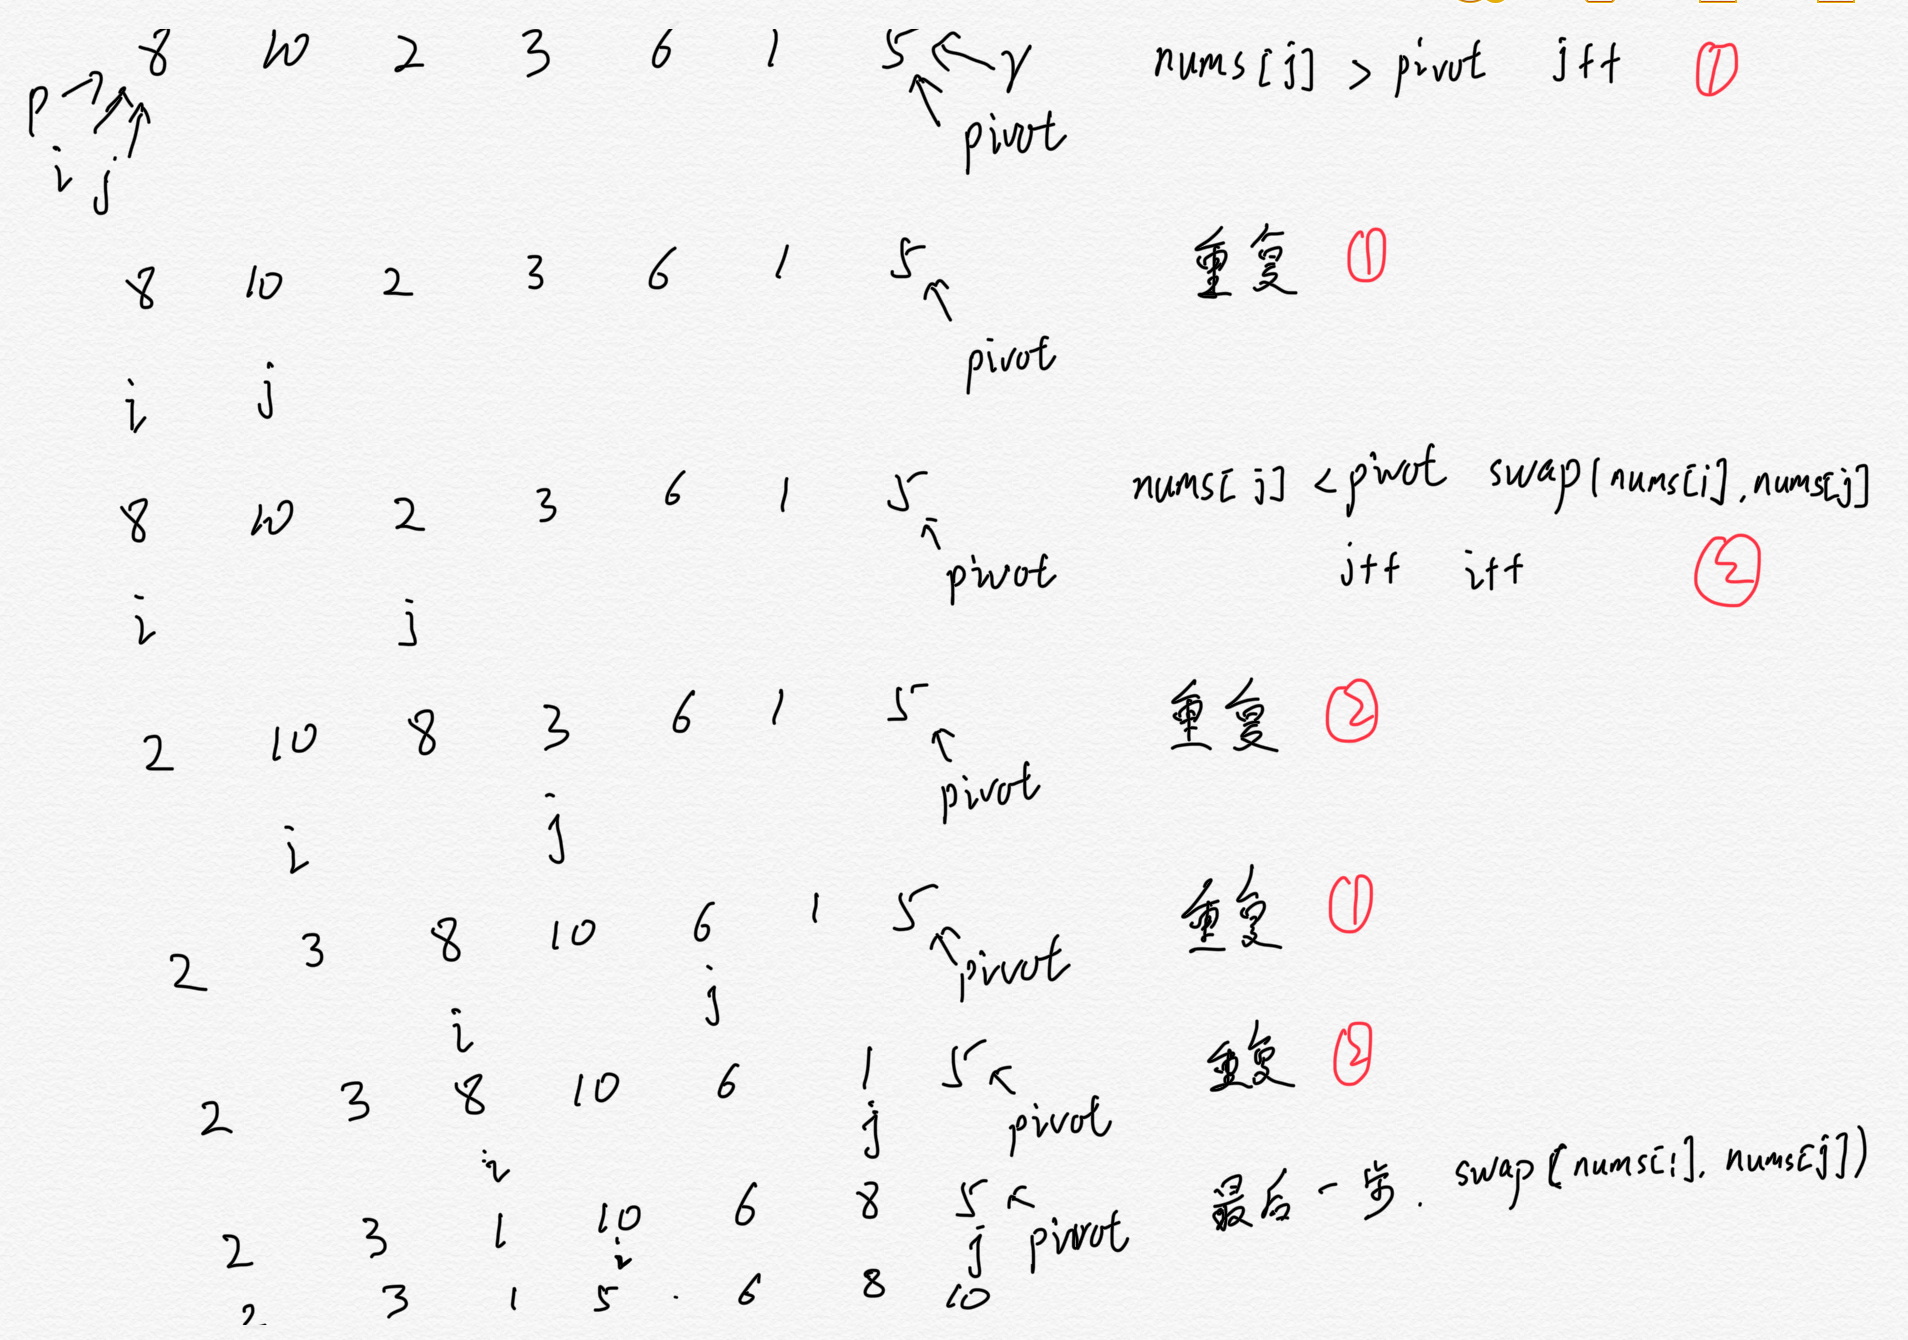 8 10 2 3 6 1 5 r nums[j] > pivot j++ ①
p pivot
i j
8 10 2 3 6 1 5 重复 ①
pivot
i j
8 10 2 3 6 1 5 nums[j] < pivot swap(nums[i],nums[j]
pivot j++ i++ ②
i j
2 10 8 3 6 1 5 重复 ②
pivot
i j
2 3 8 10 6 1 5 重复 ①
pivot
i j
2 3 8 10 6 1 5 重复 ②
i j pivot
2 3 1 10 6 8 5 最后一步. swap(nums[i], nums[j])
i j pivot
2 3 1 5 . 6 8 10